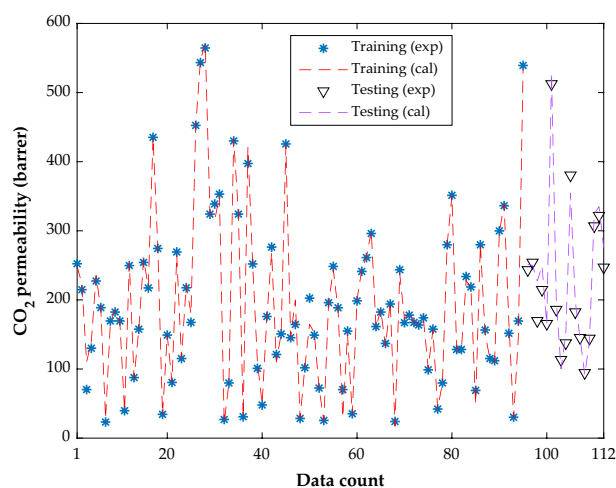 600
500
400
300
200
100
0
CO2 permeability (barrer)
Training (exp)
Training (cal)
Testing (exp)
Testing (cal)
1 20 40 60 80 100 112
Data count